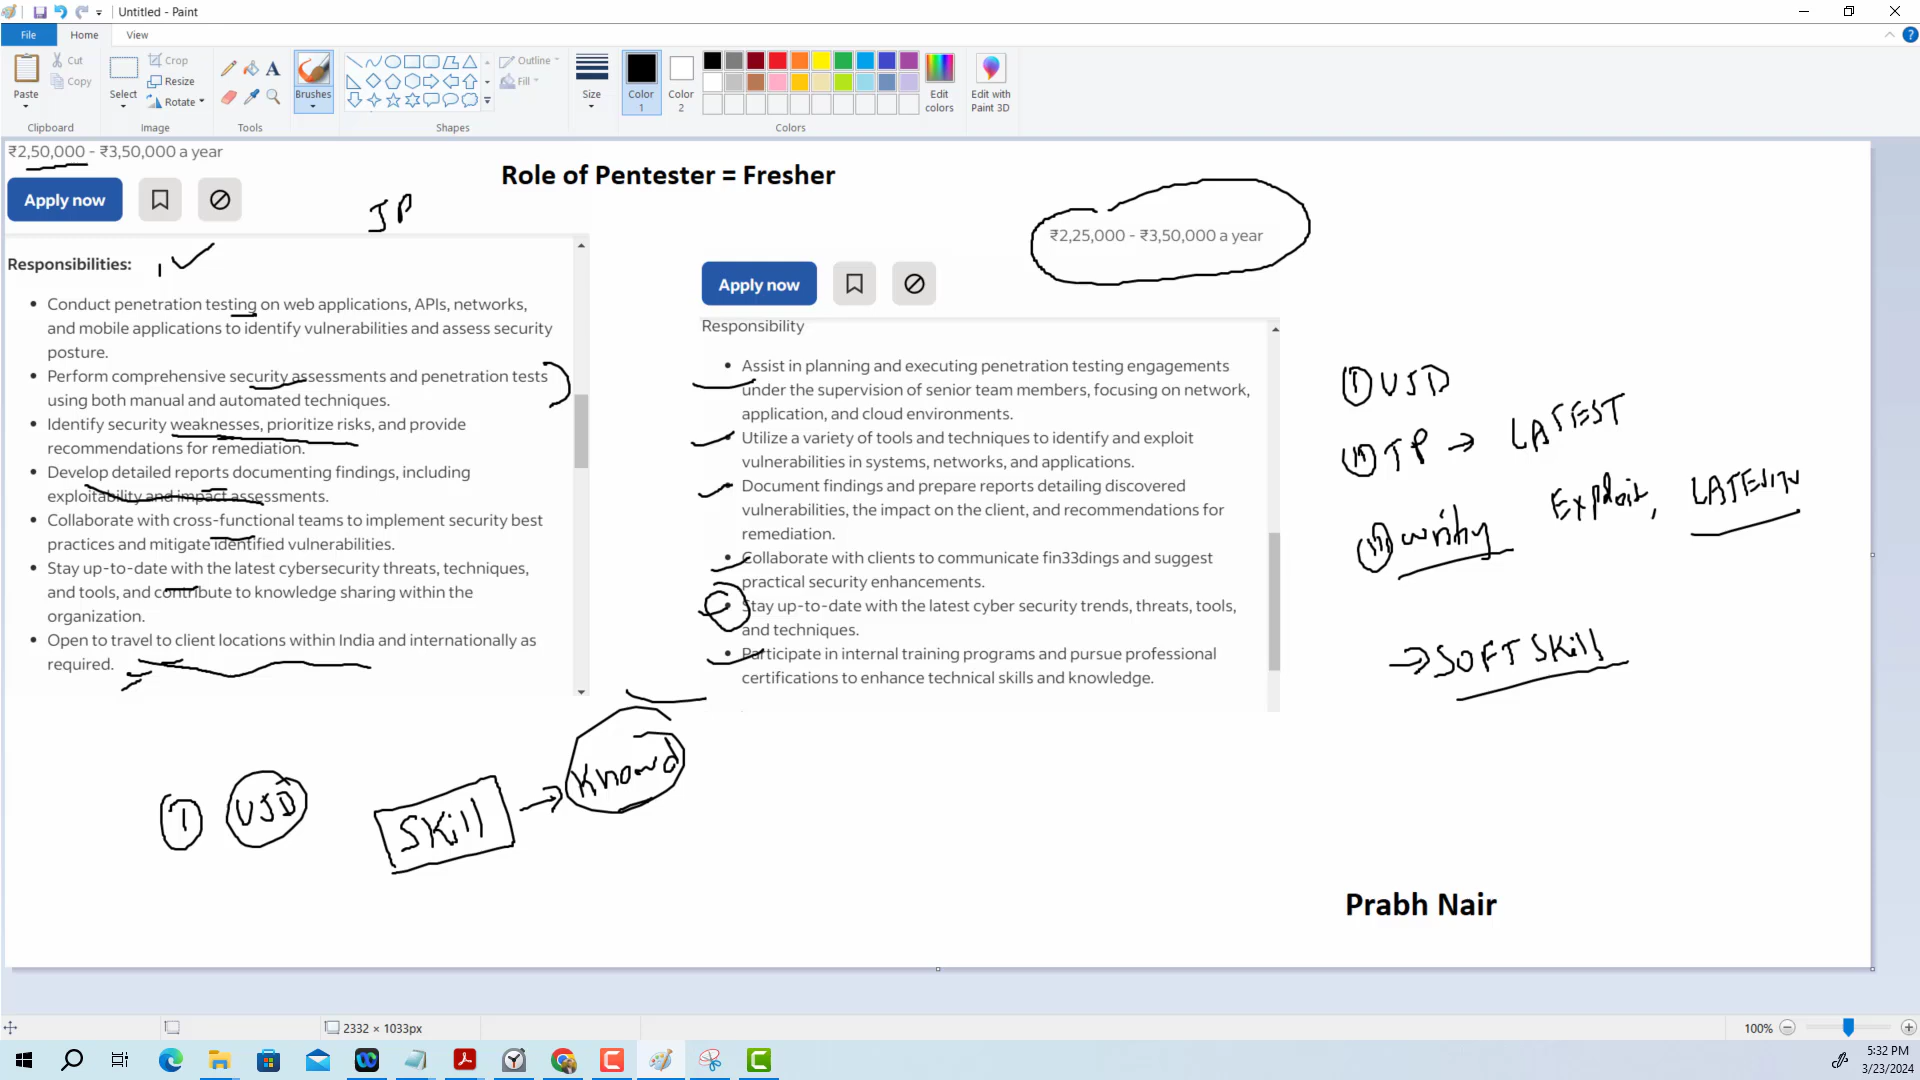 Untitled - Paint
File Home View
Paste
Cut
Copy
Clipboard
Select
Crop
Resize
Rotate
Image
Tools
Brushes
Shapes
Outline
Fill
Size
Color 1
Color 2
Colors
Edit colors
Edit with Paint 3D
₹2,50,000 - ₹3,50,000 a year
Apply now
JP
Role of Pentester = Fresher
Responsibilities:
Conduct penetration testing on web applications, APIs, networks,
and mobile applications to identify vulnerabilities and assess security
posture.
Perform comprehensive security assessments and penetration tests
using both manual and automated techniques.
Identify security weaknesses, prioritize risks, and provide
recommendations for remediation.
Develop detailed reports documenting findings, including
exploitability and impact assessments.
Collaborate with cross-functional teams to implement security best
practices and mitigate identified vulnerabilities.
Stay up-to-date with the latest cybersecurity threats, techniques,
and tools, and contribute to knowledge sharing within the
organization.
Open to travel to client locations within India and internationally as
required.
₹2,25,000 - ₹3,50,000 a year
Apply now
Responsibility
Assist in planning and executing penetration testing engagements
under the supervision of senior team members, focusing on network,
application, and cloud environments.
Utilize a variety of tools and techniques to identify and exploit
vulnerabilities in systems, networks, and applications.
Document findings and prepare reports detailing discovered
vulnerabilities, the impact on the client, and recommendations for
remediation.
Collaborate with clients to communicate fin33dings and suggest
practical security enhancements.
Stay up-to-date with the latest cyber security trends, threats, tools,
and techniques.
Participate in internal training programs and pursue professional
certifications to enhance technical skills and knowledge.
TP → LATEST
Exploit,
→ SOFT SKill
SKill →
Prabh Nair
2332 × 1033px
100%
5:32 PM
3/23/2024